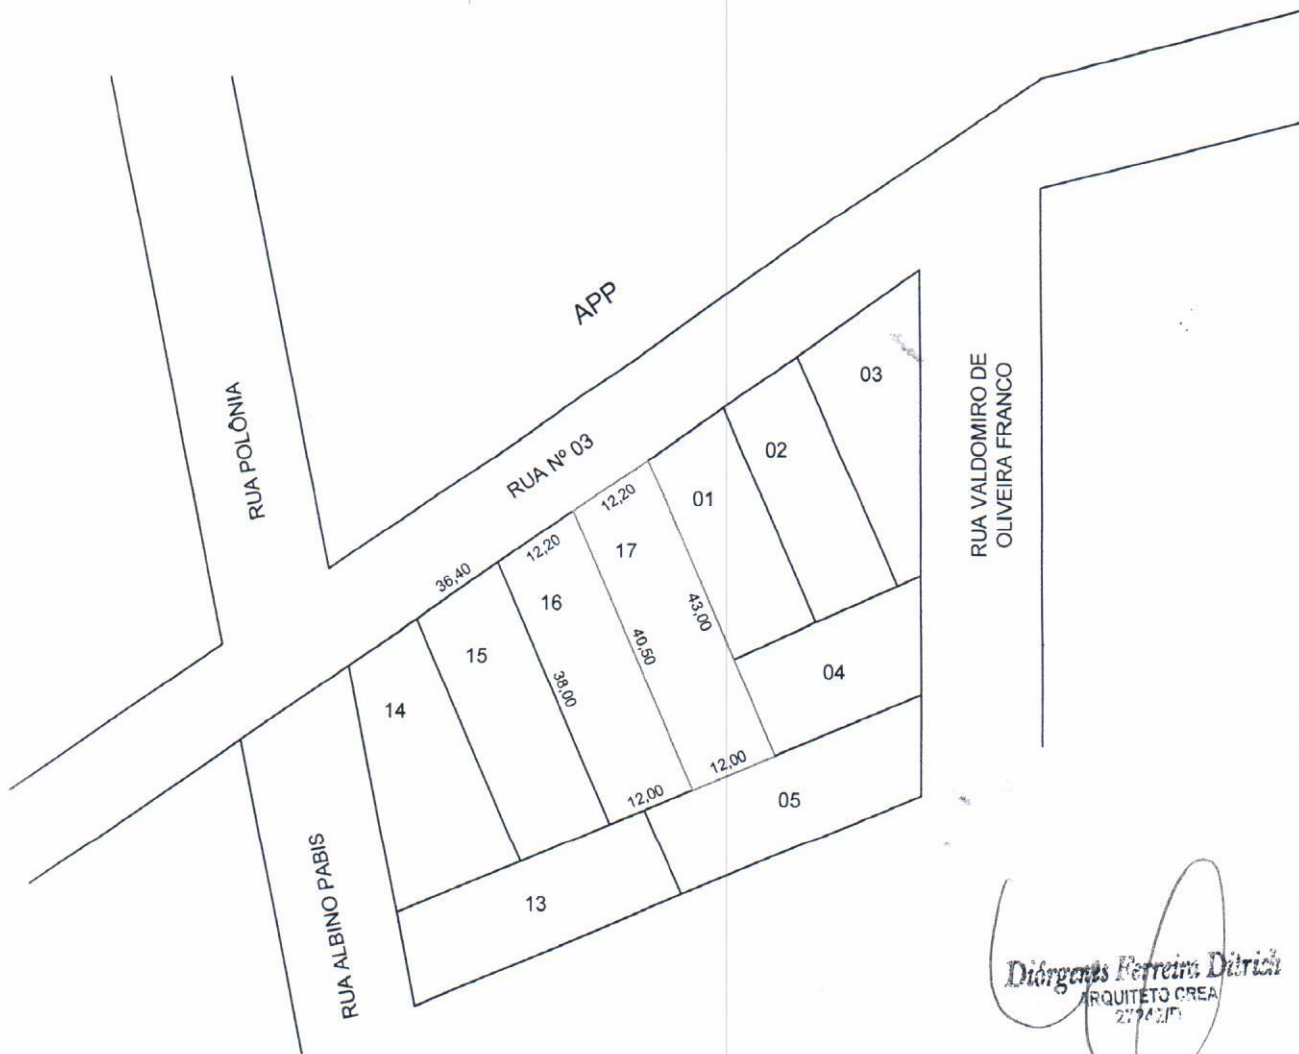 APP
RUA POLÔNIA
RUA Nº 03
RUA VALDOMIRO DE
OLIVEIRA FRANCO
03
02
01
12,20
17
12,20
16
36,40
15
14
43,00
40,50
38,00
04
12,00
12,00
05
13
RUA ALBINO PABIS
Diórgenes Ferreira Ditrich
ARQUITETO CREA